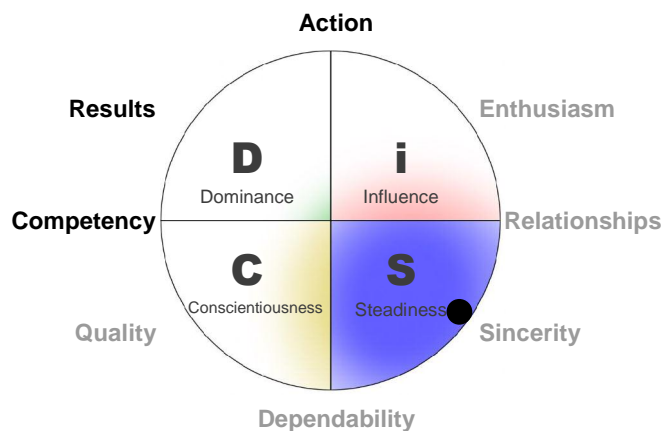 Action
Results
Enthusiasm
D
i
Dominance
Influence
Competency
Relationships
C
S
Conscientiousness
Steadiness
Quality
Sincerity
Dependability